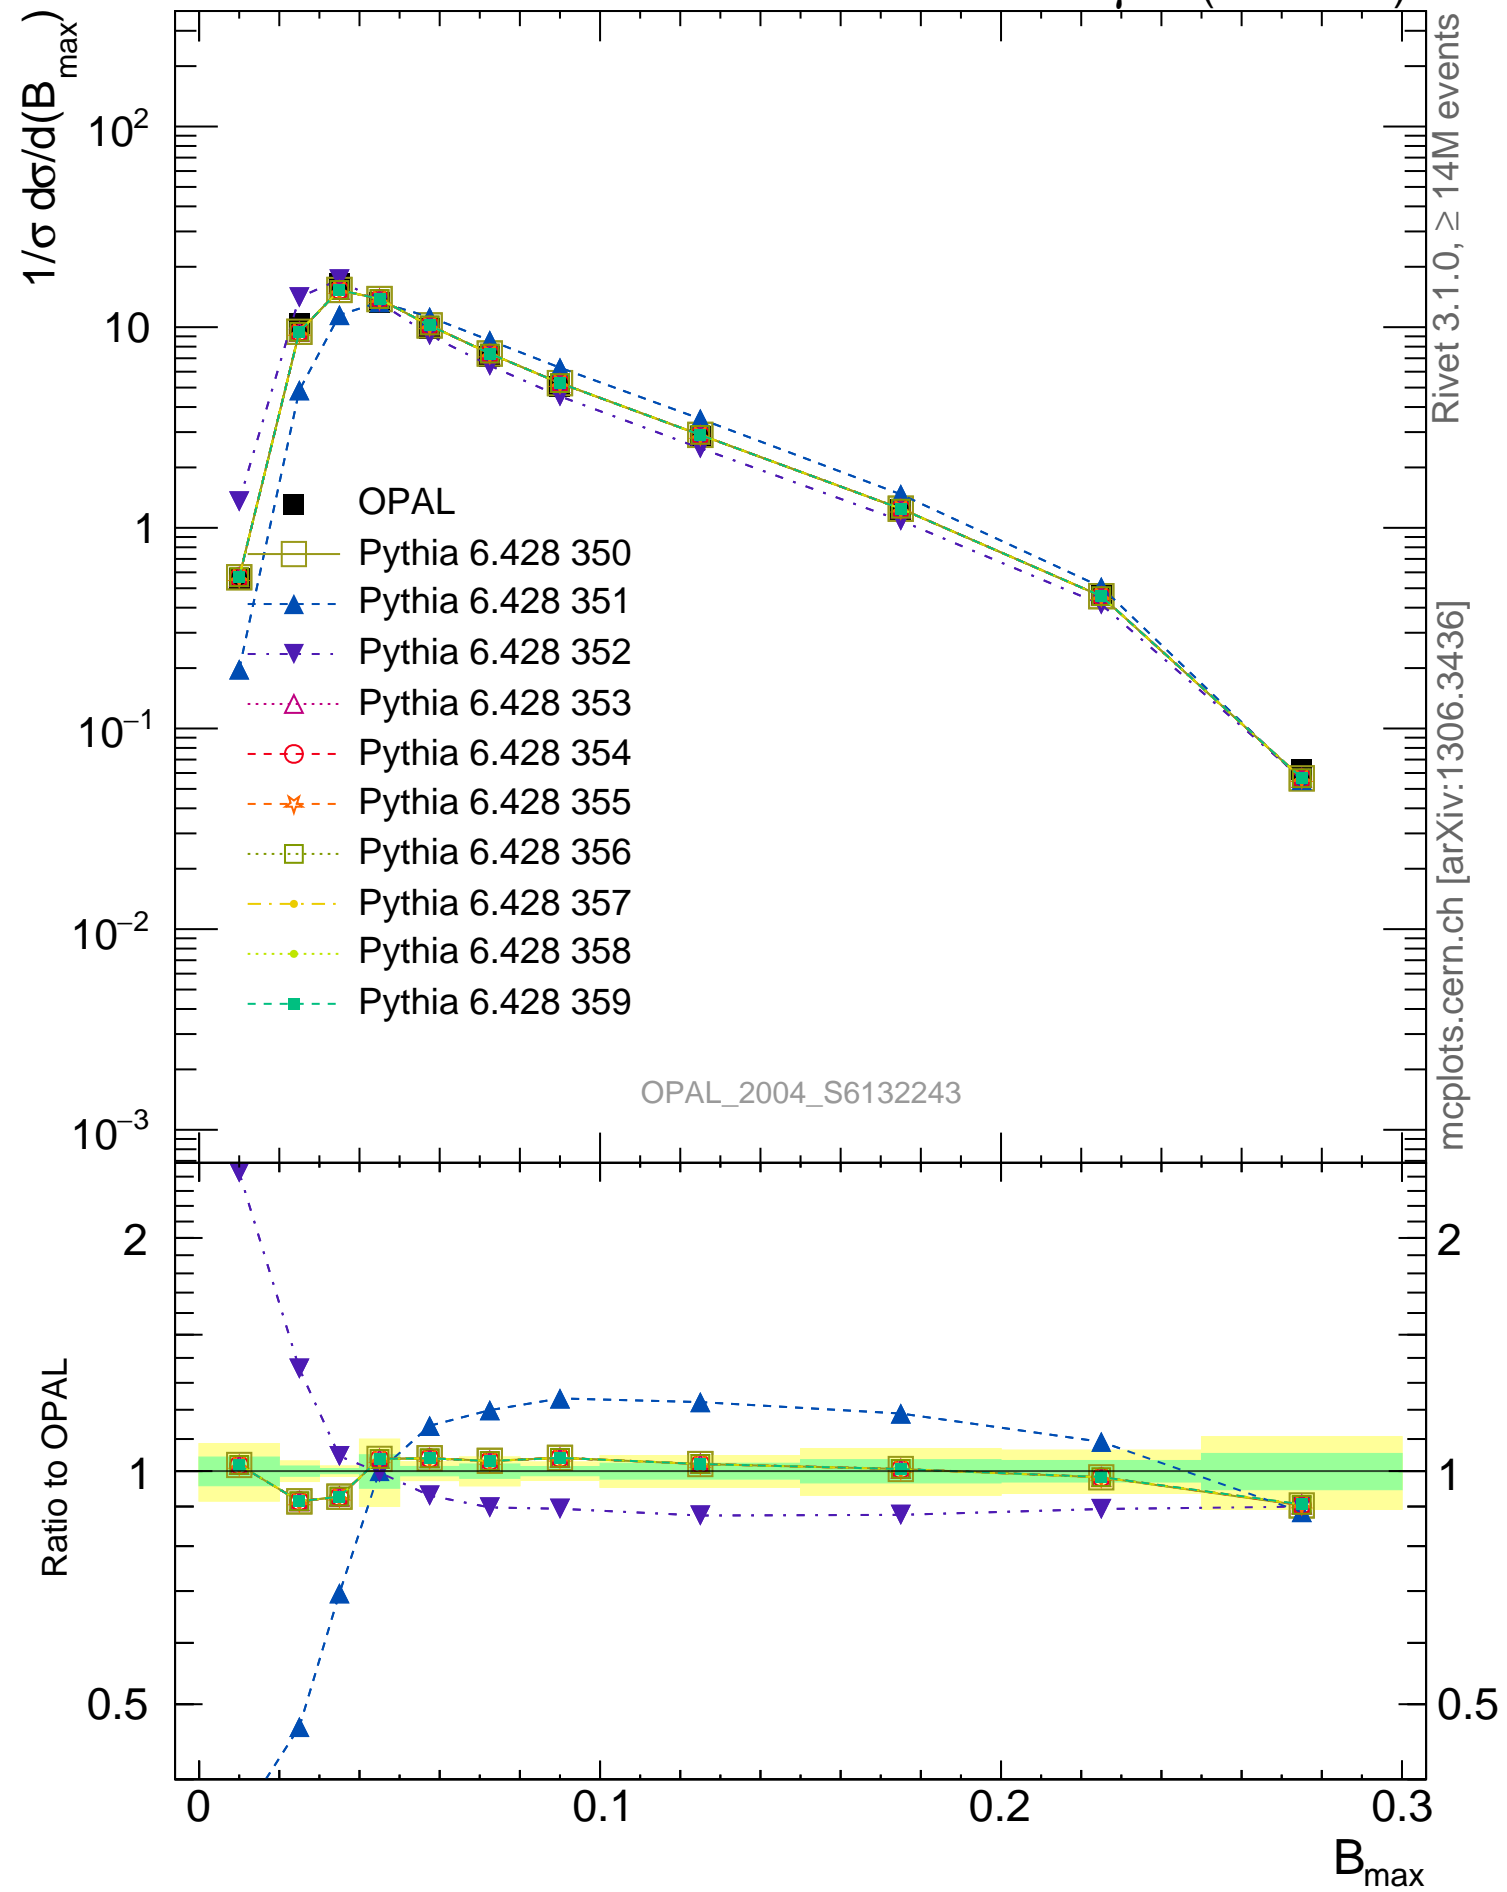 1/σ dσ/d(B_max)
10^2
10
1
10^−1
10^−2
10^−3
OPAL
Pythia 6.428 350
Pythia 6.428 351
Pythia 6.428 352
Pythia 6.428 353
Pythia 6.428 354
Pythia 6.428 355
Pythia 6.428 356
Pythia 6.428 357
Pythia 6.428 358
Pythia 6.428 359
OPAL_2004_S6132243
Rivet 3.1.0, ≥ 14M events
mcplots.cern.ch [arXiv:1306.3436]
Ratio to OPAL
2
1
0.5
2
1
0.5
0
0.1
0.2
0.3
B_max